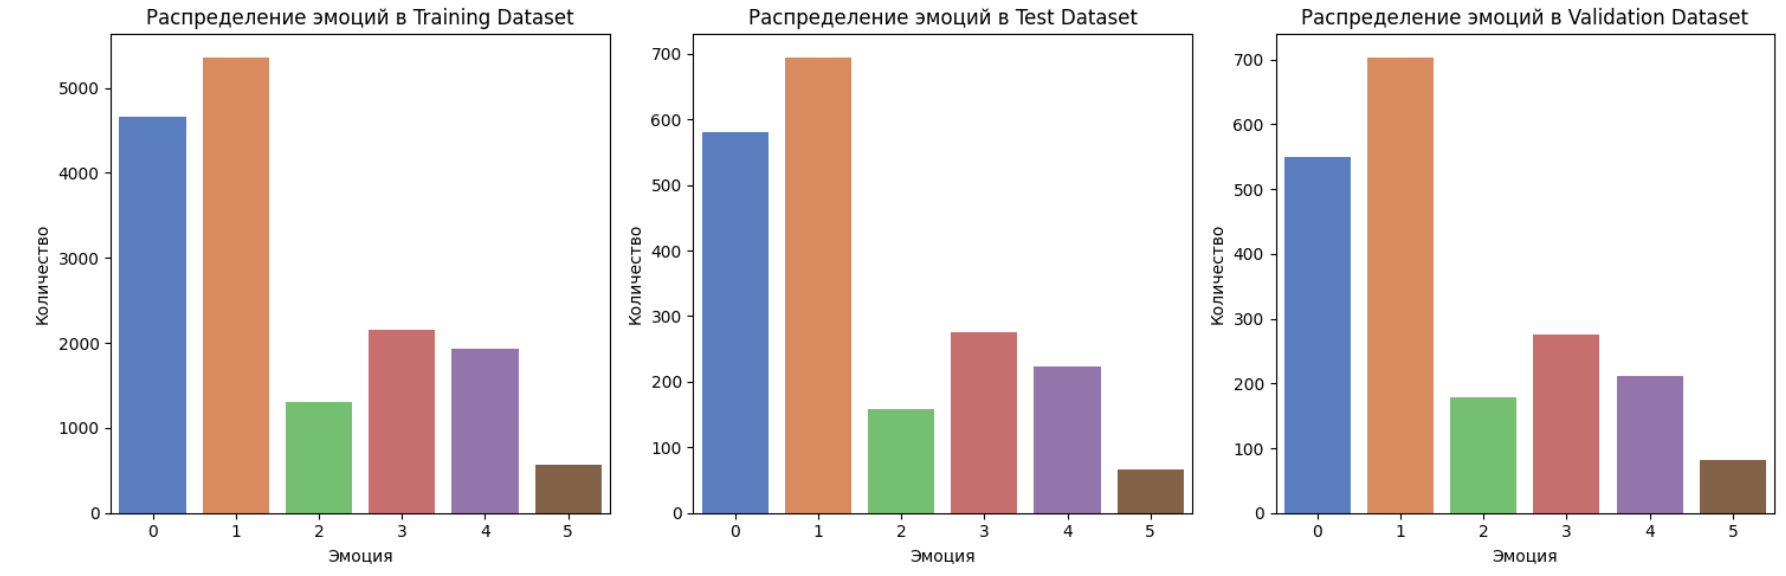 Распределение эмоций в Training Dataset
5000
4000
3000
2000
1000
0
Количество
0 1 2 3 4 5
Эмоция
Распределение эмоций в Test Dataset
700
600
500
400
300
200
100
0
Количество
0 1 2 3 4 5
Эмоция
Распределение эмоций в Validation Dataset
700
600
500
400
300
200
100
0
Количество
0 1 2 3 4 5
Эмоция